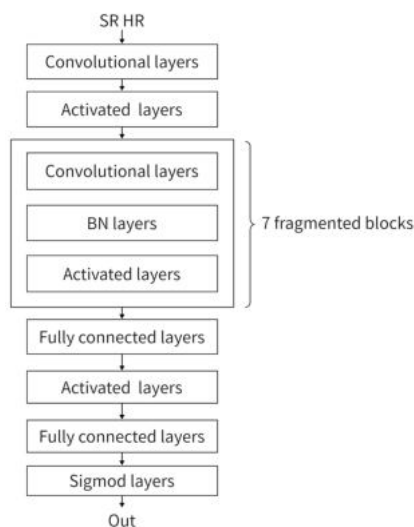 SR HR
Convolutional layers
Activated layers
Convolutional layers
BN layers
Activated layers
7 fragmented blocks
Fully connected layers
Activated layers
Fully connected layers
Sigmod layers
Out